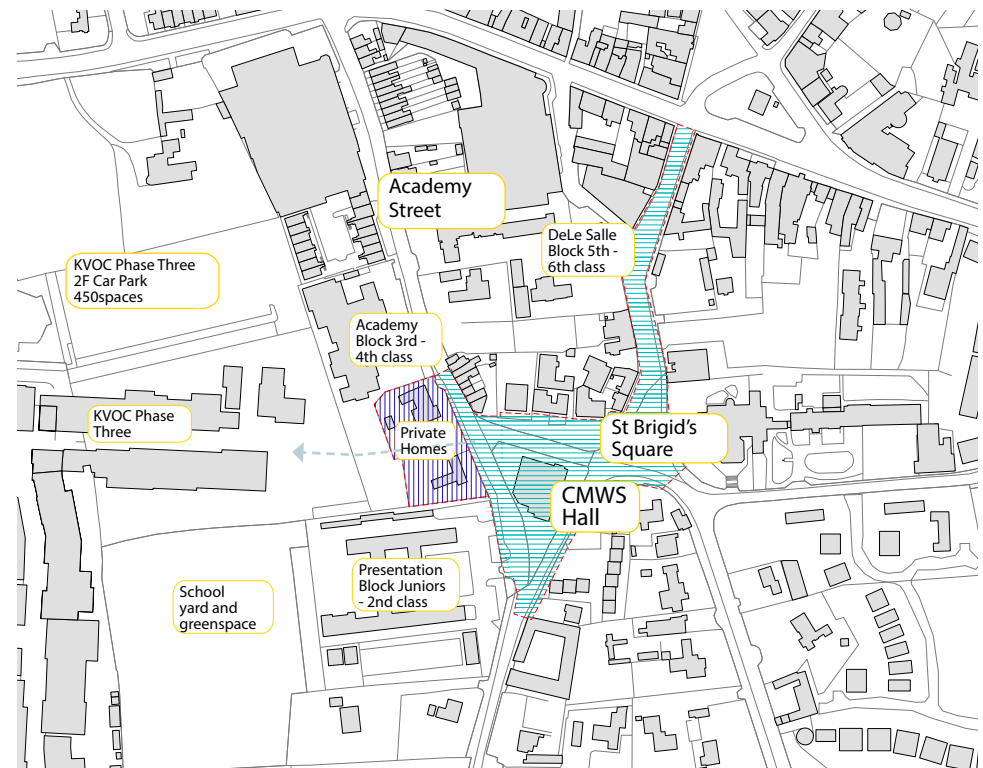 Academy
Street
DeLe Salle
Block 5th -
6th class
KVOC Phase Three
2F Car Park
450spaces
Academy
Block 3rd -
4th class
KVOC Phase
Three
Private
Homes
St Brigid's
Square
CMWS
Hall
Presentation
Block Juniors
- 2nd class
School
yard and
greenspace